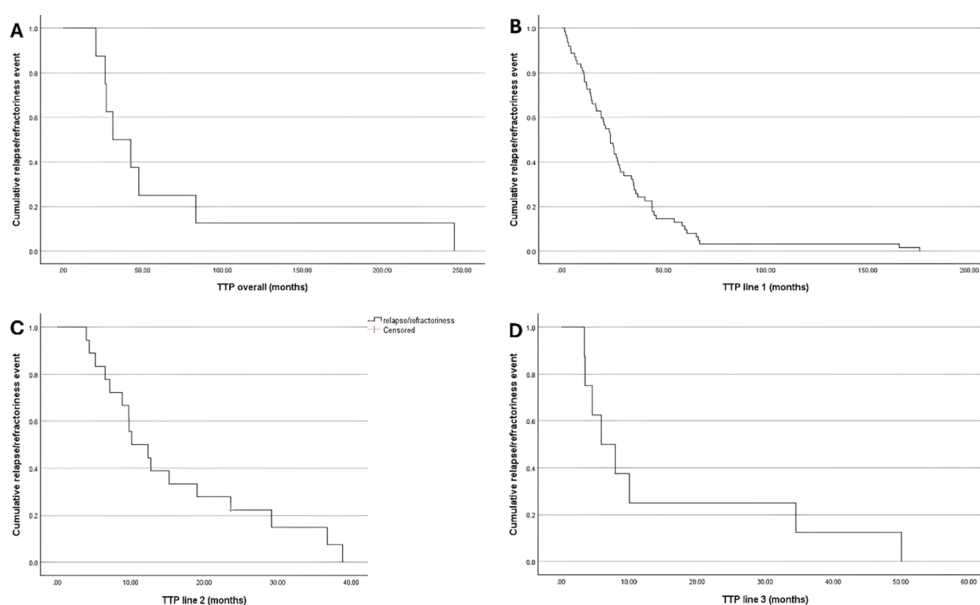 A
Cumulative relapse/refractoriness event
1.0
0.8
0.6
0.4
0.2
0.0
.00 50.00 100.00 150.00 200.00 250.00
TTP overall (months)
B
Cumulative relapse/refractoriness event
1.0
0.8
0.6
0.4
0.2
0.0
.00 50.00 100.00 150.00 200.00
TTP line 1 (months)
C
Cumulative relapse/refractoriness event
1.0
0.8
0.6
0.4
0.2
0.0
.00 10.00 20.00 30.00 40.00
TTP line 2 (months)
relapse/refractoriness
Censored
D
Cumulative relapse/refractoriness event
1.0
0.8
0.6
0.4
0.2
0.0
.00 10.00 20.00 30.00 40.00 50.00 60.00
TTP line 3 (months)